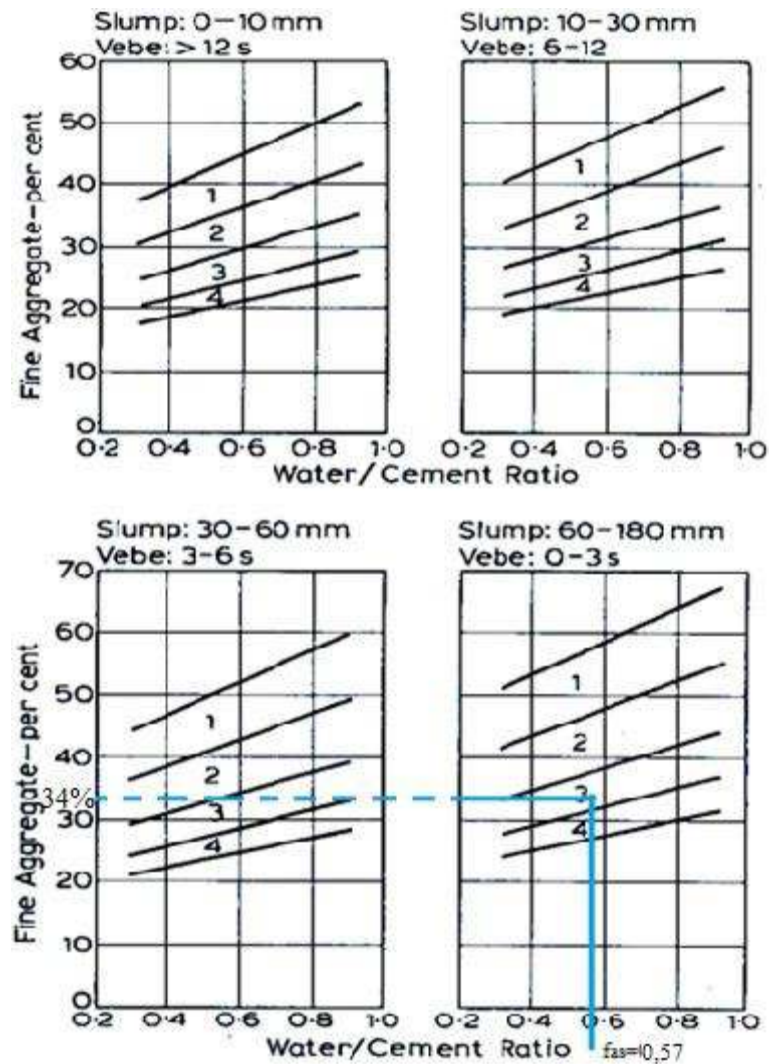 Slump: 0-10 mm
Vebe: > 12 s
Slump: 10-30 mm
Vebe: 6-12
Fine Aggregate-per cent
60
50
40
30
20
10
0
1
2
3
4
1
2
3
4
0·2 0·4 0·6 0·8 1·0
0·2 0·4 0·6 0·8 1·0
Water/Cement Ratio
Slump: 30-60 mm
Vebe: 3-6 s
Slump: 60-180 mm
Vebe: 0-3s
Fine Aggregate-per cent
70
60
50
40
34%
30
20
10
0
1
2
3
4
1
2
3
4
0·2 0·4 0·6 0·8 1·0
0·2 0·4 0·6 0·8 1·0
Water/Cement Ratio
fas=0,57